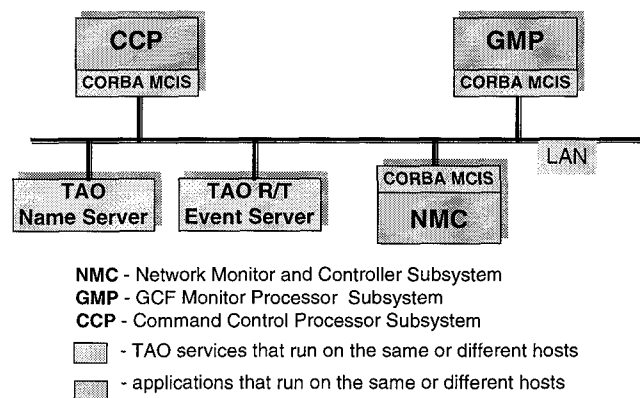 CCP
CORBA MCIS
GMP
CORBA MCIS
LAN
TAO
Name Server
TAO R/T
Event Server
CORBA MCIS
NMC
NMC - Network Monitor and Controller Subsystem
GMP - GCF Monitor Processor Subsystem
CCP - Command Control Processor Subsystem
- TAO services that run on the same or different hosts
- applications that run on the same or different hosts